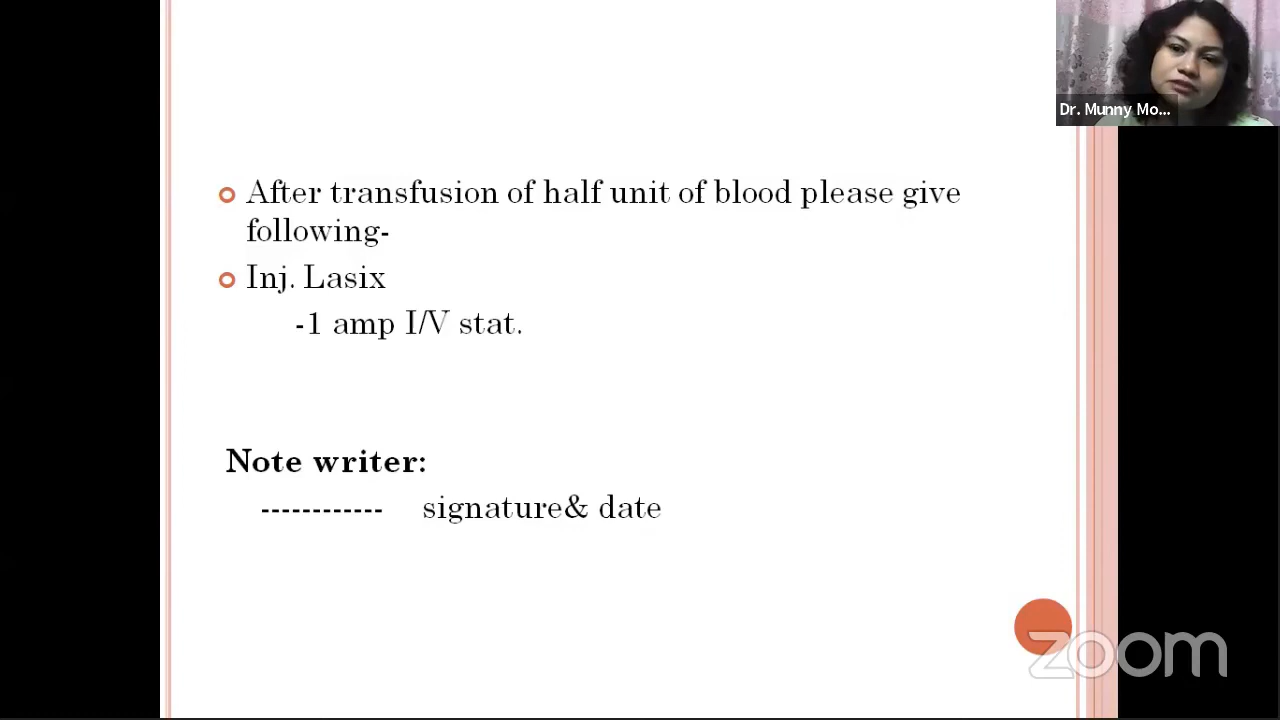 Dr. Munny Mo...
After transfusion of half unit of blood please give
following-
Inj. Lasix
-1 amp I/V stat.
Note writer:
------------ signature& date
zoom